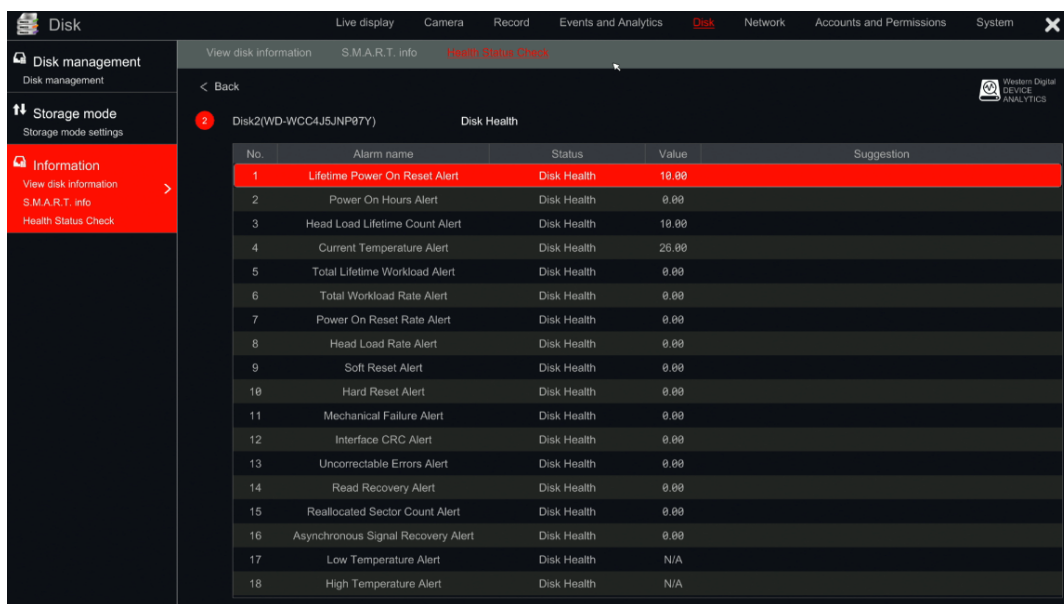 Disk Live display Camera Record Events and Analytics Disk Network Accounts and Permissions System
Disk management
Disk management
Storage mode
Storage mode settings
Information
View disk information
S.M.A.R.T. info
Health Status Check
View disk information S.M.A.R.T. info Health Status Check
< Back
Western Digital
DEVICE
ANALYTICS
2 Disk2(WD-WCC4J5JNP07Y) Disk Health
No. Alarm name Status Value Suggestion
1 Lifetime Power On Reset Alert Disk Health 10.00
2 Power On Hours Alert Disk Health 0.00
3 Head Load Lifetime Count Alert Disk Health 10.00
4 Current Temperature Alert Disk Health 26.00
5 Total Lifetime Workload Alert Disk Health 0.00
6 Total Workload Rate Alert Disk Health 0.00
7 Power On Reset Rate Alert Disk Health 0.00
8 Head Load Rate Alert Disk Health 0.00
9 Soft Reset Alert Disk Health 0.00
10 Hard Reset Alert Disk Health 0.00
11 Mechanical Failure Alert Disk Health 0.00
12 Interface CRC Alert Disk Health 0.00
13 Uncorrectable Errors Alert Disk Health 0.00
14 Read Recovery Alert Disk Health 0.00
15 Reallocated Sector Count Alert Disk Health 0.00
16 Asynchronous Signal Recovery Alert Disk Health 0.00
17 Low Temperature Alert Disk Health N/A
18 High Temperature Alert Disk Health N/A